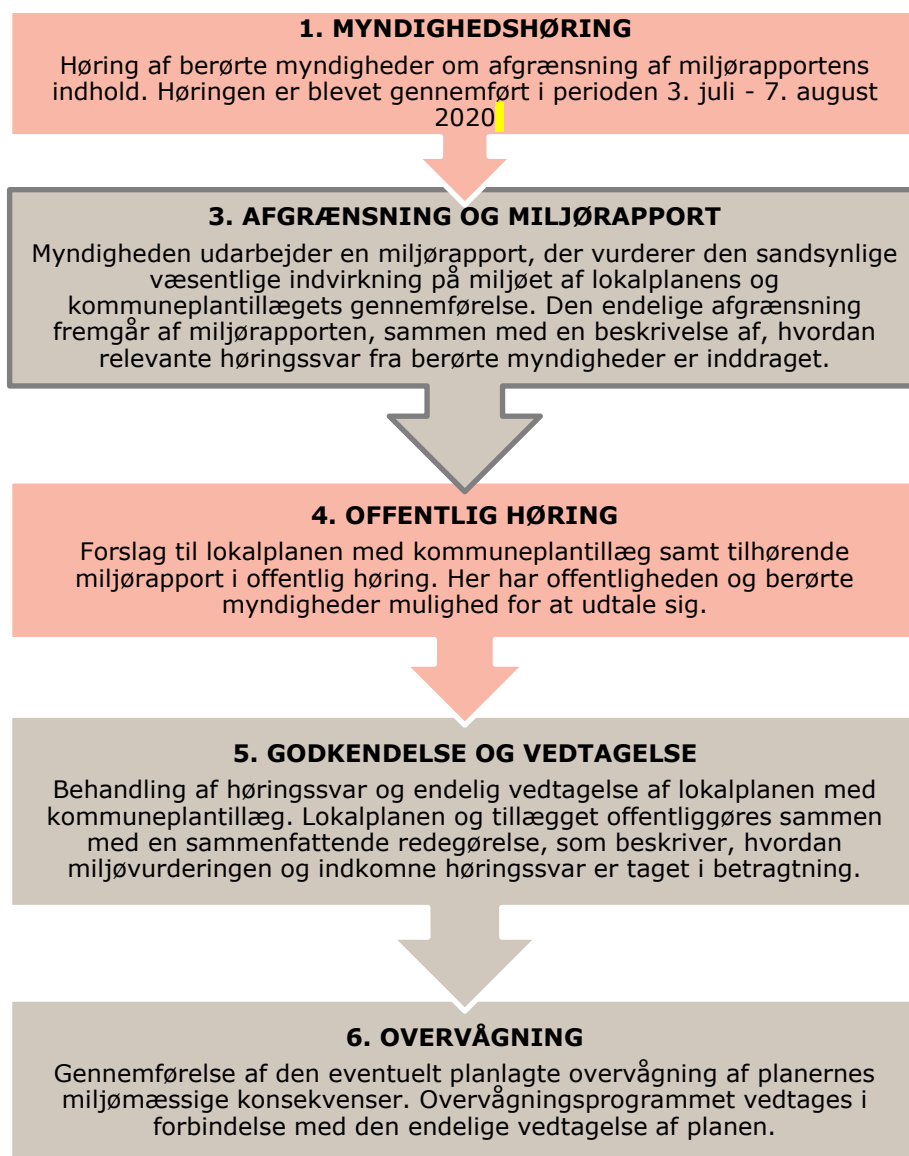 1. MYNDIGHEDSHØRING
Høring af berørte myndigheder om afgrænsning af miljørapportens
indhold. Høringen er blevet gennemført i perioden 3. juli - 7. august
2020
3. AFGRÆNSNING OG MILJØRAPPORT
Myndigheden udarbejder en miljørapport, der vurderer den sandsynlige
væsentlige indvirkning på miljøet af lokalplanens og
kommuneplantillægets gennemførelse. Den endelige afgrænsning
fremgår af miljørapporten, sammen med en beskrivelse af, hvordan
relevante høringssvar fra berørte myndigheder er inddraget.
4. OFFENTLIG HØRING
Forslag til lokalplanen med kommuneplantillæg samt tilhørende
miljørapport i offentlig høring. Her har offentligheden og berørte
myndigheder mulighed for at udtale sig.
5. GODKENDELSE OG VEDTAGELSE
Behandling af høringssvar og endelig vedtagelse af lokalplanen med
kommuneplantillæg. Lokalplanen og tillægget offentliggøres sammen
med en sammenfattende redegørelse, som beskriver, hvordan
miljøvurderingen og indkomne høringssvar er taget i betragtning.
6. OVERVÅGNING
Gennemførelse af den eventuelt planlagte overvågning af planernes
miljømæssige konsekvenser. Overvågningsprogrammet vedtages i
forbindelse med den endelige vedtagelse af planen.